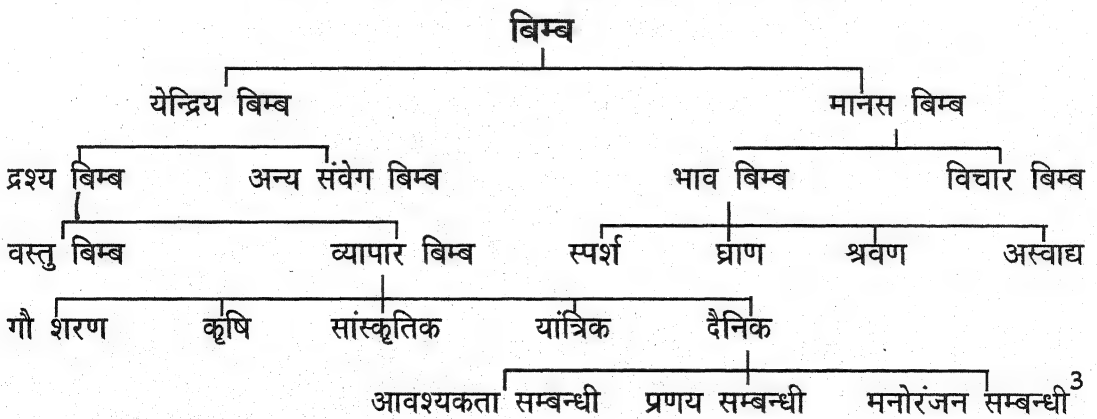 बिम्ब
येन्द्रिय बिम्ब मानस बिम्ब
द्रश्य बिम्ब अन्य संवेग बिम्ब भाव बिम्ब विचार बिम्ब
वस्तु बिम्ब व्यापार बिम्ब स्पर्श घ्राण श्रवण अस्वाद्य
गौ शरण कृषि सांस्कृतिक यांत्रिक दैनिक
आवश्यकता सम्बन्धी प्रणय सम्बन्धी मनोरंजन सम्बन्धी3